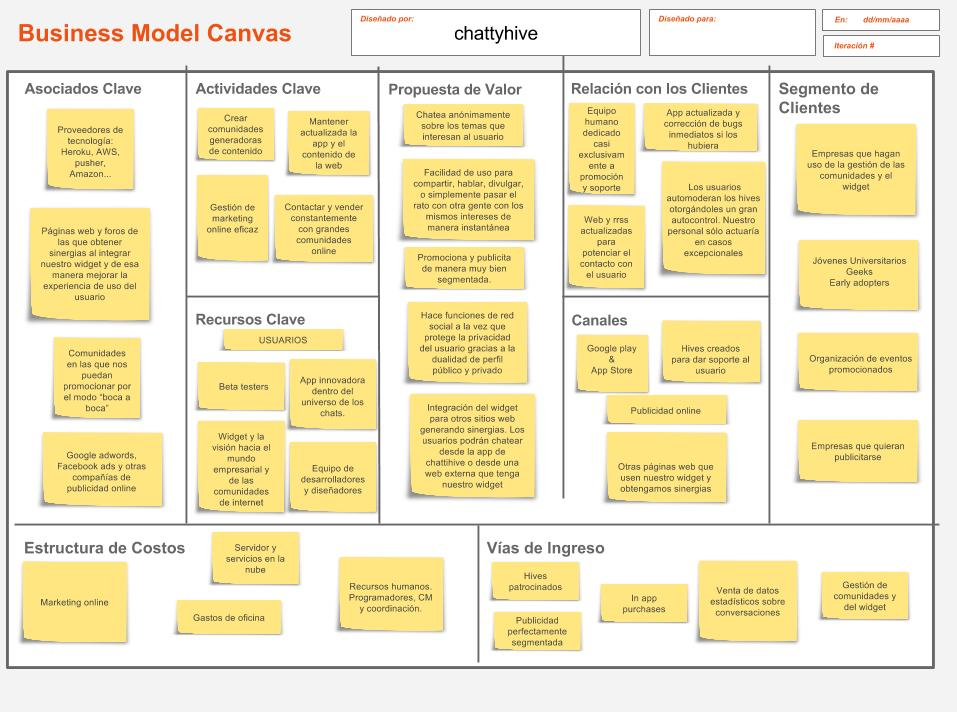 Business Model Canvas
Diseñado por:
chattyhive
Diseñado para:
En: dd/mm/aaaa
Iteración #
Asociados Clave
Proveedores de
tecnología:
Heroku, AWS,
pusher,
Amazon...
Páginas web y foros de
las que obtener
sinergias al integrar
nuestro widget y de esa
manera mejorar la
experiencia de uso del
usuario
Comunidades
en las que nos
puedan
promocionar por
el modo “boca a
boca”
Google adwords,
Facebook ads y otras
compañías de
publicidad online
Actividades Clave
Crear
comunidades
generadoras
de contenido
Mantener
actualizada la
app y el
contenido de
la web
Gestión de
marketing
online eficaz
Contactar y vender
constantemente
con grandes
comunidades
online
Recursos Clave
USUARIOS
Beta testers
App innovadora
dentro del
universo de los
chats.
Widget y la
visión hacia el
mundo
empresarial y
de las
comunidades
de internet
Equipo de
desarrolladores
y diseñadores
Propuesta de Valor
Chatea anónimamente
sobre los temas que
interesan al usuario
Facilidad de uso para
compartir, hablar, divulgar,
o simplemente pasar el
rato con otra gente con los
mismos intereses de
manera instantánea
Promociona y publicita
de manera muy bien
segmentada.
Hace funciones de red
social a la vez que
protege la privacidad
del usuario gracias a la
dualidad de perfil
público y privado
Integración del widget
para otros sitios web
generando sinergias. Los
usuarios podrán chatear
desde la app de
chattihive o desde una
web externa que tenga
nuestro widget
Relación con los Clientes
Equipo
humano
dedicado
casi
exclusivam
ente a
promoción
y soporte
App actualizada y
corrección de bugs
inmediatos si los
hubiera
Web y rrss
actualizadas
para
potenciar el
contacto con
el usuario
Los usuarios
automoderan los hives
otorgándoles un gran
autocontrol. Nuestro
personal sólo actuaría
en casos
excepcionales
Canales
Google play
&
App Store
Hives creados
para dar soporte al
usuario
Publicidad online
Otras páginas web que
usen nuestro widget y
obtengamos sinergias
Segmento de
Clientes
Empresas que hagan
uso de la gestión de las
comunidades y el
widget
Jóvenes Universitarios
Geeks
Early adopters
Organización de eventos
promocionados
Empresas que quieran
publicitarse
Estructura de Costos
Marketing online
Servidor y
servicios en la
nube
Gastos de oficina
Recursos humanos.
Programadores, CM
y coordinación.
Vías de Ingreso
Hives
patrocinados
Publicidad
perfectamente
segmentada
In app
purchases
Venta de datos
estadísticos sobre
conversaciones
Gestión de
comunidades y
del widget